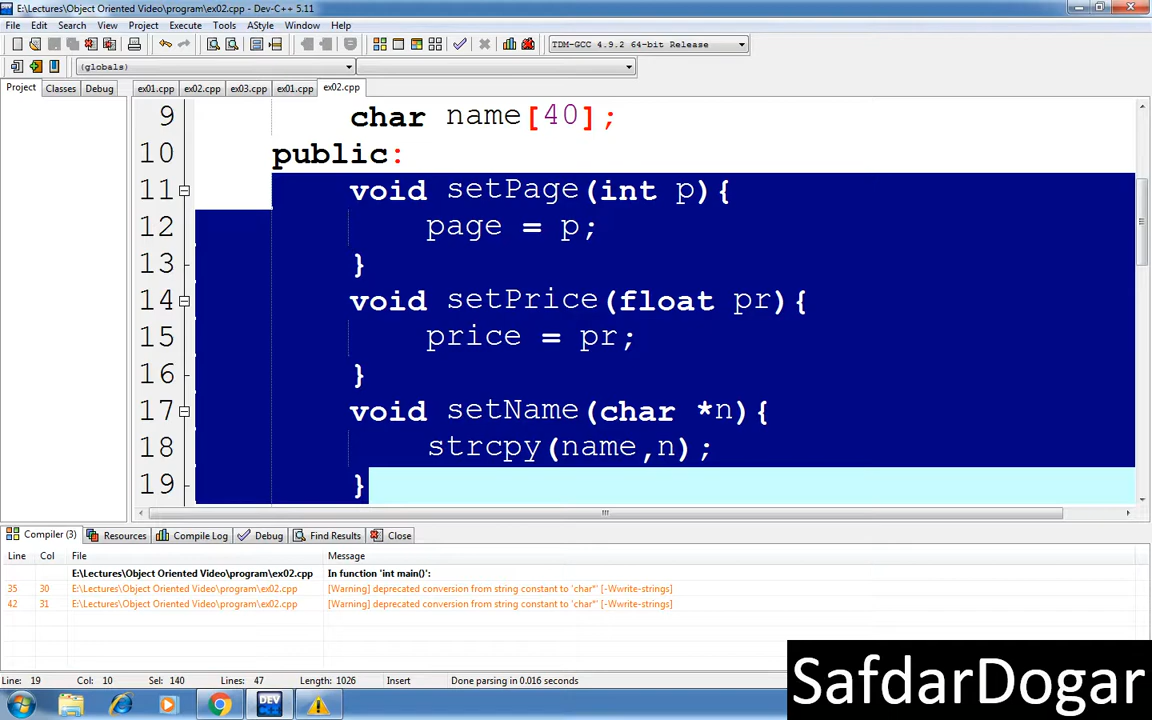 E:\Lectures\Object Oriented Video\program\ex02.cpp - Dev-C++ 5.11
File Edit Search View Project Execute Tools AStyle Window Help
TDM-GCC 4.9.2 64-bit Release
(globals)
Project Classes Debug ex01.cpp ex02.cpp ex03.cpp ex01.cpp ex02.cpp
9 char name[40];
10 public:
11 void setPage(int p){
12 page = p;
13 }
14 void setPrice(float pr){
15 price = pr;
16 }
17 void setName(char *n){
18 strcpy(name,n);
19 }
Compiler (3) Resources Compile Log Debug Find Results Close
Line Col File Message
E:\Lectures\Object Oriented Video\program\ex02.cpp In function 'int main()':
35 30 E:\Lectures\Object Oriented Video\program\ex02.cpp [Warning] deprecated conversion from string constant to 'char*' [-Wwrite-strings]
42 31 E:\Lectures\Object Oriented Video\program\ex02.cpp [Warning] deprecated conversion from string constant to 'char*' [-Wwrite-strings]
Line: 19 Col: 10 Sel: 140 Lines: 47 Length: 1026 Insert Done parsing in 0.016 seconds
DEV
SafdarDogar